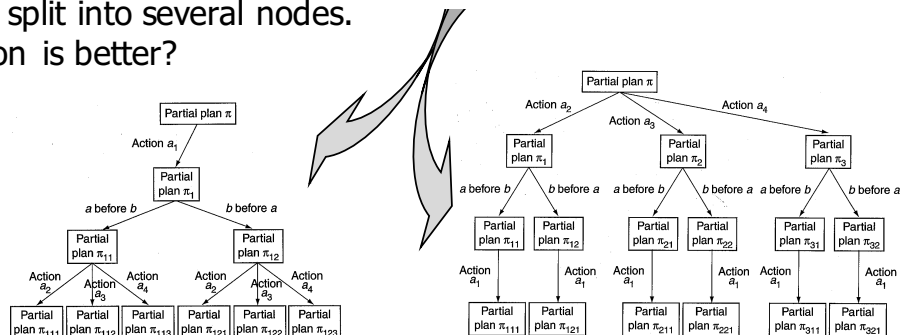 split into several nodes.
on is better?
Partial plan π
Action a₁
Partial
plan π₁
a before b
b before a
Partial
plan π₁₁
Partial
plan π₁₂
Action
a₂
Action
a₃
Action
a₄
Action
a₂
Action
a₃
Action
a₄
Partial
plan π₁₁₁
Partial
plan π₁₁₂
Partial
plan π₁₁₃
Partial
plan π₁₂₁
Partial
plan π₁₂₂
Partial
plan π₁₂₃
Partial plan π
Action a₂
Action a₃
Action a₄
Partial
plan π₁
Partial
plan π₂
Partial
plan π₃
a before b
b before a
a before b
b before a
a before b
b before a
Partial
plan π₁₁
Partial
plan π₁₂
Partial
plan π₂₁
Partial
plan π₂₂
Partial
plan π₃₁
Partial
plan π₃₂
Action
a₁
Action
a₁
Action
a₁
Action
a₁
Action
a₁
Action
a₁
Partial
plan π₁₁₁
Partial
plan π₁₂₁
Partial
plan π₂₁₁
Partial
plan π₂₂₁
Partial
plan π₃₁₁
Partial
plan π₃₂₁